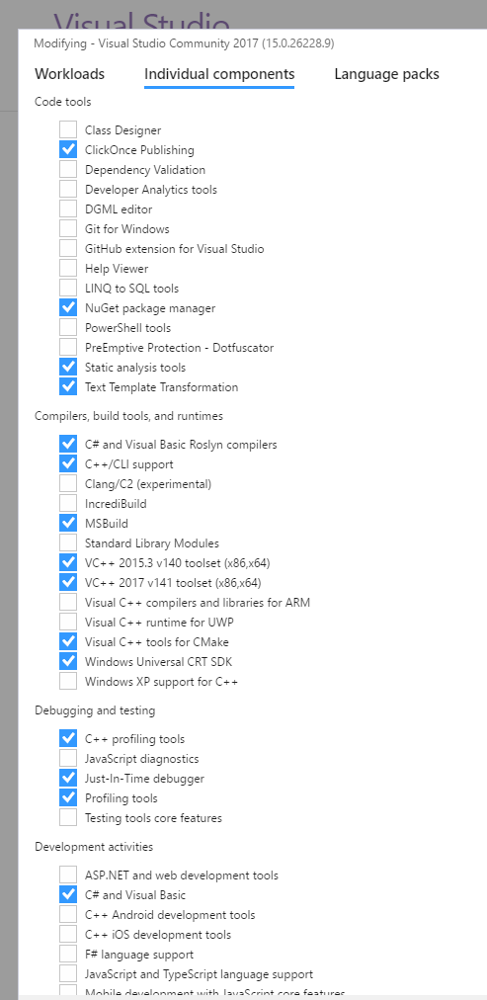 Visual Studio
Modifying - Visual Studio Community 2017 (15.0.26228.9)
Workloads Individual components Language packs
Code tools
Class Designer
ClickOnce Publishing
Dependency Validation
Developer Analytics tools
DGML editor
Git for Windows
GitHub extension for Visual Studio
Help Viewer
LINQ to SQL tools
NuGet package manager
PowerShell tools
PreEmptive Protection - Dotfuscator
Static analysis tools
Text Template Transformation
Compilers, build tools, and runtimes
C# and Visual Basic Roslyn compilers
C++/CLI support
Clang/C2 (experimental)
IncrediBuild
MSBuild
Standard Library Modules
VC++ 2015.3 v140 toolset (x86,x64)
VC++ 2017 v141 toolset (x86,x64)
Visual C++ compilers and libraries for ARM
Visual C++ runtime for UWP
Visual C++ tools for CMake
Windows Universal CRT SDK
Windows XP support for C++
Debugging and testing
C++ profiling tools
JavaScript diagnostics
Just-In-Time debugger
Profiling tools
Testing tools core features
Development activities
ASP.NET and web development tools
C# and Visual Basic
C++ Android development tools
C++ iOS development tools
F# language support
JavaScript and TypeScript language support
Mobile development with JavaScript core features